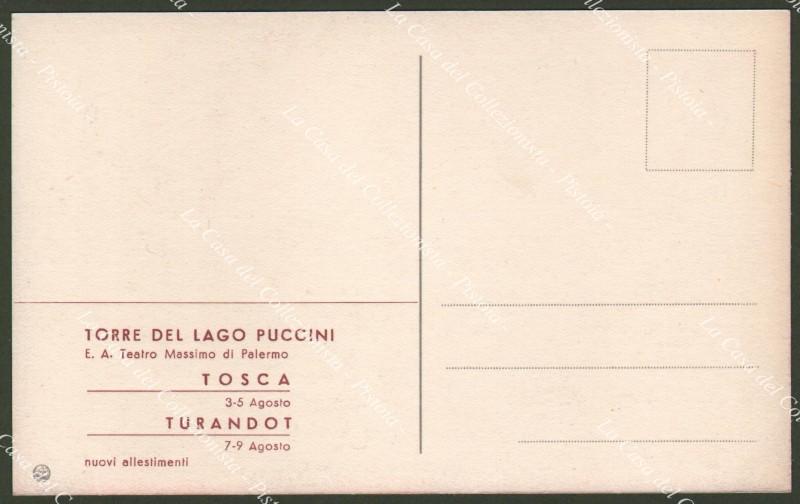 TORRE DEL LAGO PUCCINI
E. A. Teatro Massimo di Palermo
TOSCA
3-5 Agosto
TURANDOT
7-9 Agosto
nuovi allestimenti
La Casa del Collezionista - Pistoia -